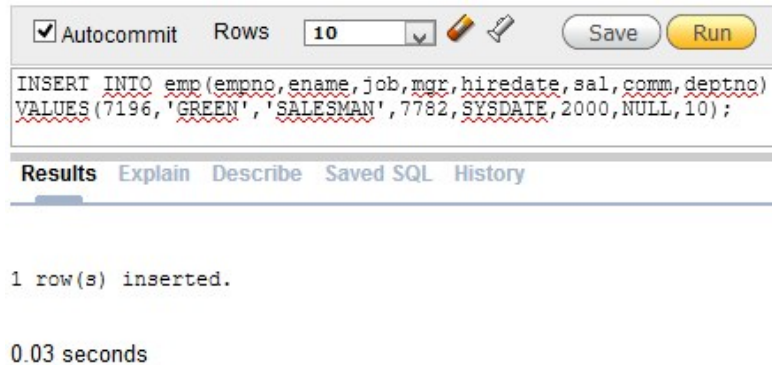 Autocommit Rows 10 Save Run
INSERT INTO emp(empno,ename,job,mgr,hiredate,sal,comm,deptno)
VALUES(7196,'GREEN','SALESMAN',7782,SYSDATE,2000,NULL,10);
Results Explain Describe Saved SQL History
1 row(s) inserted.
0.03 seconds